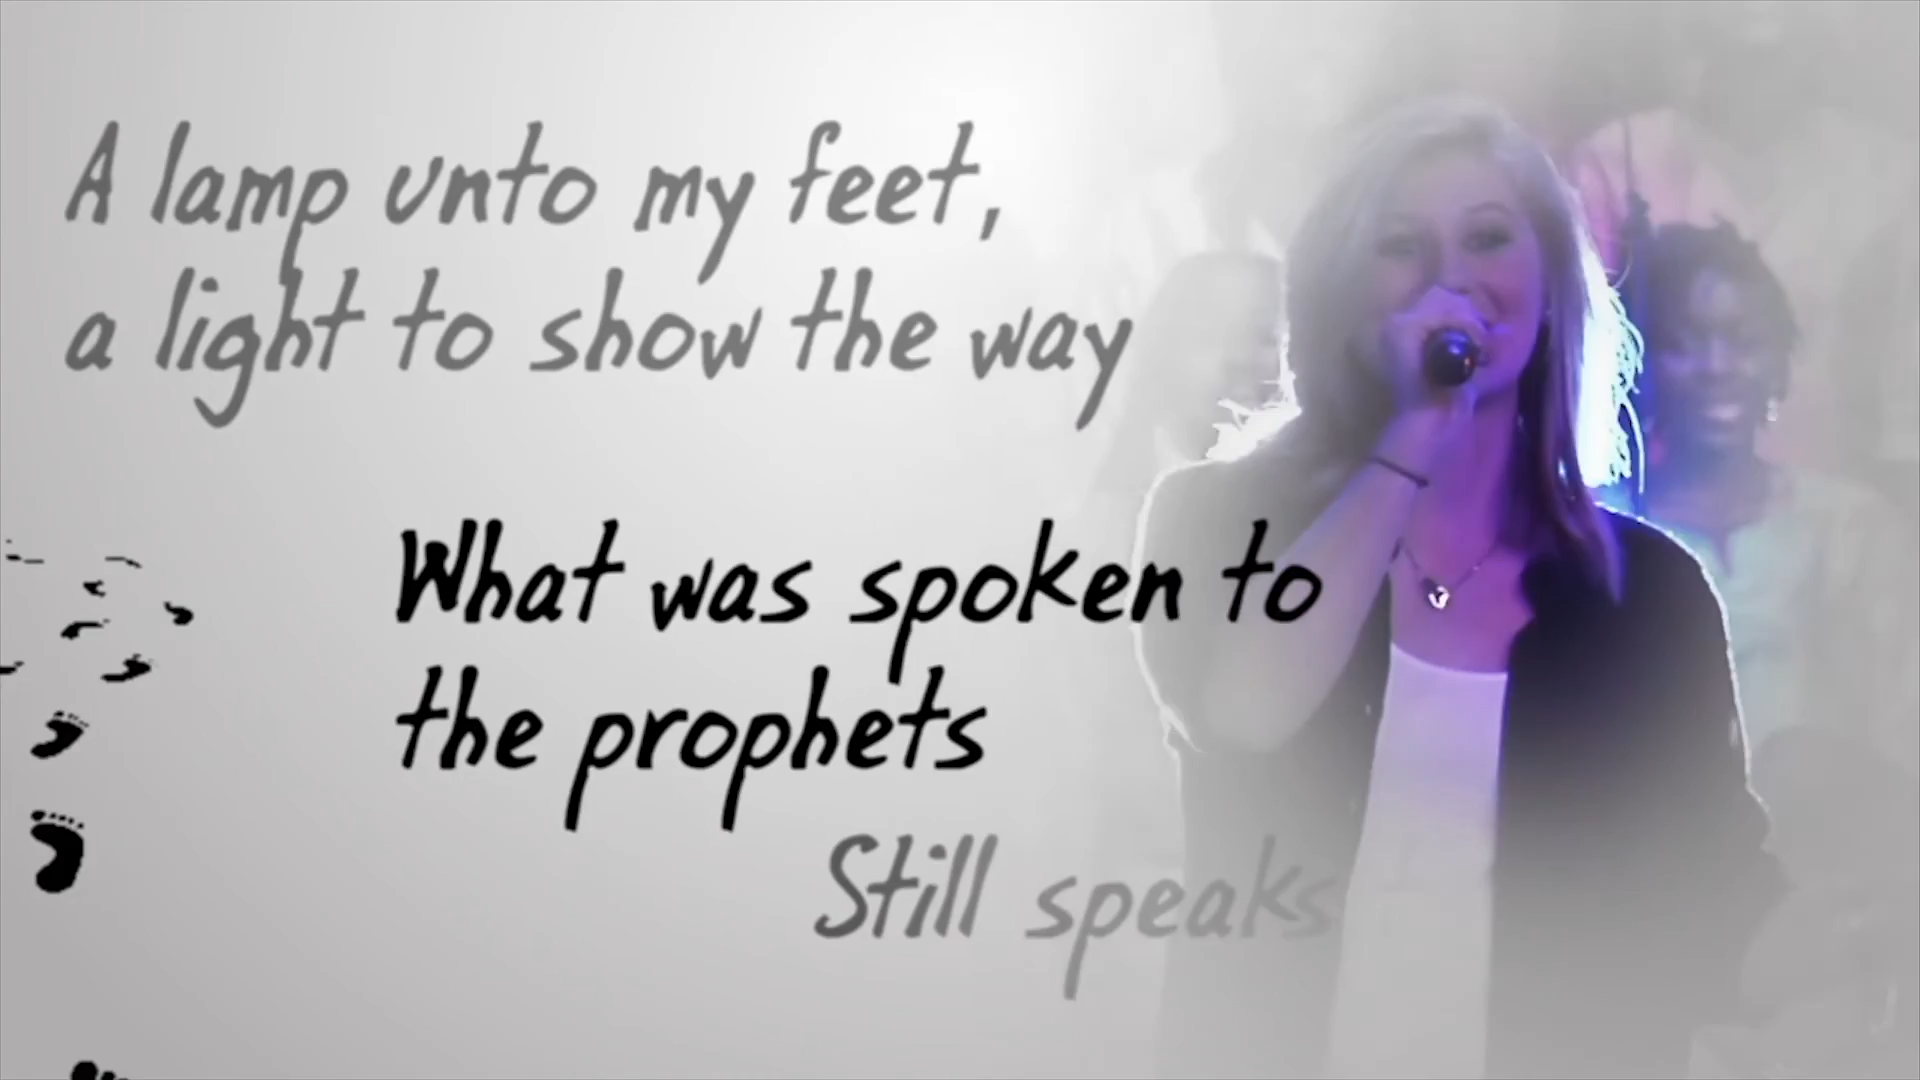 A lamp unto my feet,
a light to show the way
What was spoken to
the prophets
Still speaks